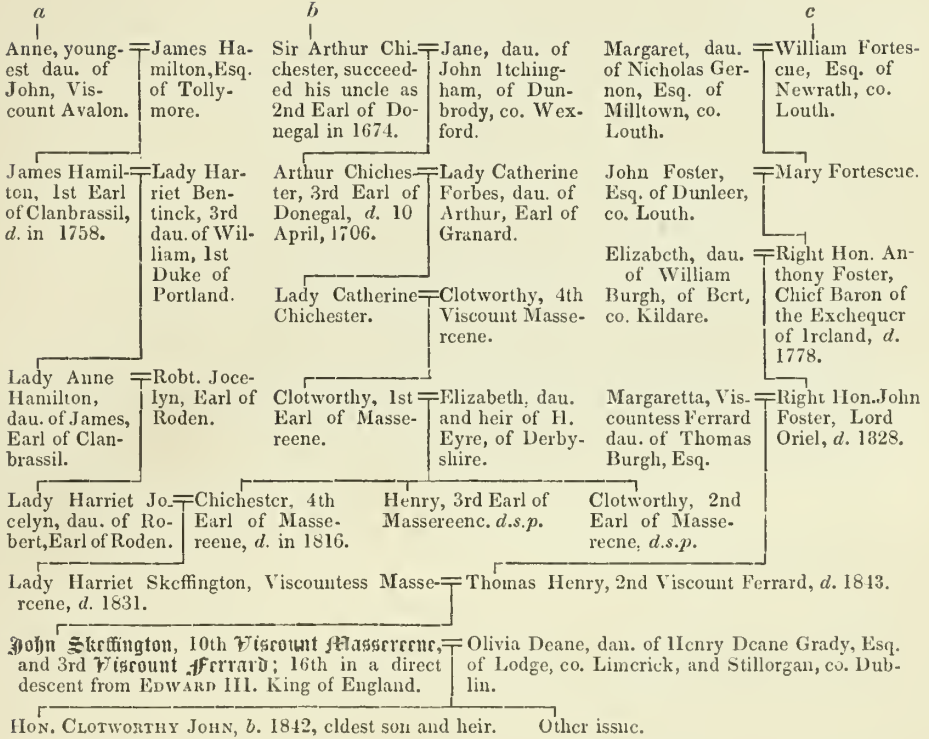 a
b
c
Anne, young-
est dau. of
John, Vis-
count Avalon.
James Ha-
milton, Esq.
of Tolly-
more.
Sir Arthur Chi-
chester, succeed-
ed his uncle as
2nd Earl of Do-
negal in 1674.
Jane, dau. of
John Itching-
ham, of Dun-
brody, co. Wex-
ford.
Margaret, dau.
of Nicholas Ger-
non, Esq. of
Milltown, co.
Louth.
William Fortes-
cue, Esq. of
Newrath, co.
Louth.
James Hamil-
ton, 1st Earl
of Clanbrassil,
d. in 1758.
Lady Har-
riet Ben-
tinck, 3rd
dau. of Wil-
liam, 1st
Duke of
Portland.
Arthur Chiches-
ter, 3rd Earl of
Donegal, d. 10
April, 1706.
Lady Catherine
Forbes, dau. of
Arthur, Earl of
Granard.
John Foster,
Esq. of Dunleer,
co. Louth.
Mary Fortescue.
Lady Catherine
Chichester.
Clotworthy, 4th
Viscount Masse-
reene.
Elizabeth, dau.
of William
Burgh, of Bert,
co. Kildare.
Right Hon. An-
thony Foster,
Chief Baron of
the Exchequer
of Ireland, d.
1778.
Lady Anne
Hamilton,
dau. of James,
Earl of Clan-
brassil.
Robt. Joce-
lyn, Earl of
Roden.
Clotworthy, 1st
Earl of Masse-
reene.
Elizabeth, dau.
and heir of H.
Eyre, of Derby-
shire.
Margaretta, Vis-
countess Ferrard
dau. of Thomas
Burgh, Esq.
Right Hon. John
Foster, Lord
Oriel, d. 1828.
Lady Harriet Jo-
celyn, dau. of Ro-
bert, Earl of Roden.
Chichester, 4th
Earl of Masse-
reene, d. in 1816.
Henry, 3rd Earl of
Massereene. d.s.p.
Clotworthy, 2nd
Earl of Masse-
reene, d.s.p.
Lady Harriet Skeffington, Viscountess Masse-
reene, d. 1831.
Thomas Henry, 2nd Viscount Ferrard, d. 1843.
John Skeffington, 10th Viscount Massereene,
and 3rd Viscount Ferrard; 16th in a direct
descent from EDWARD III. King of England.
Olivia Deane, dau. of Henry Deane Grady, Esq.
of Lodge, co. Limerick, and Stillorgan, co. Dub-
lin.
HON. CLOTWORTHY JOHN, b. 1842, eldest son and heir.
Other issue.